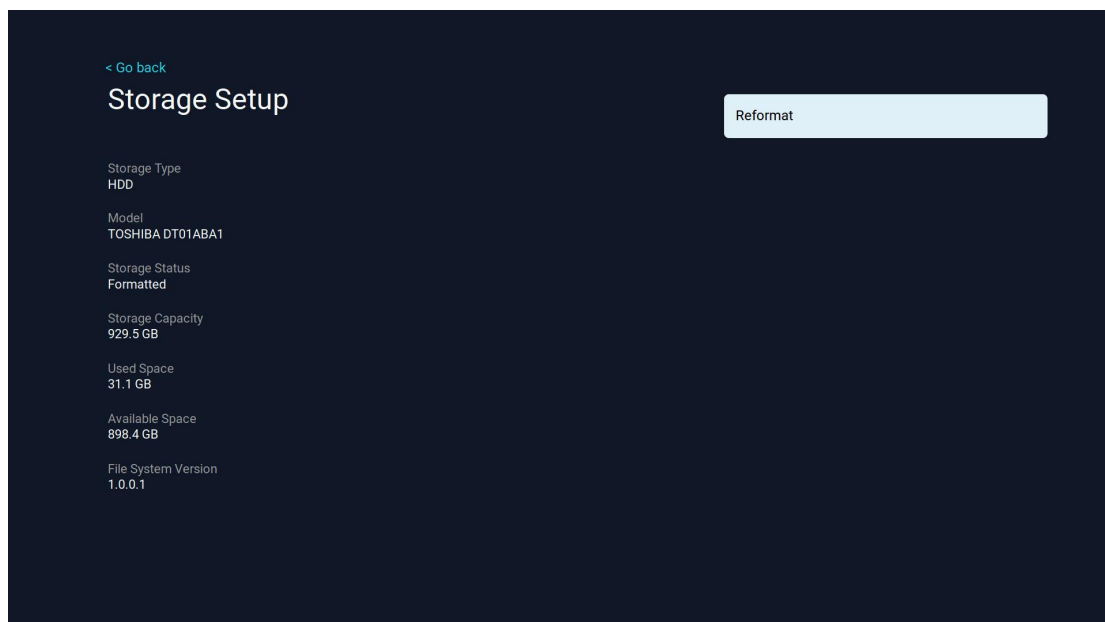 < Go back
Storage Setup
Reformat
Storage Type
HDD
Model
TOSHIBA DT01ABA1
Storage Status
Formatted
Storage Capacity
929.5 GB
Used Space
31.1 GB
Available Space
898.4 GB
File System Version
1.0.0.1